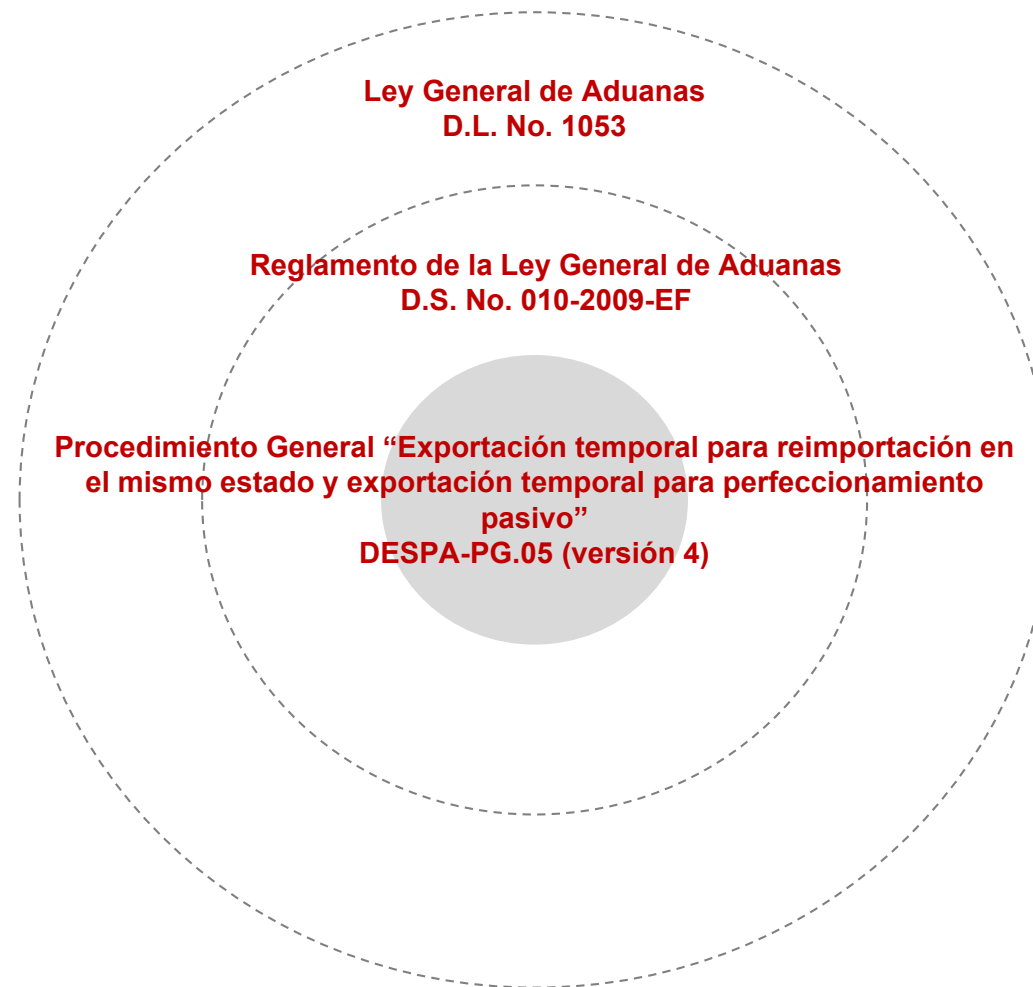 Ley General de Aduanas
D.L. No. 1053
Reglamento de la Ley General de Aduanas
D.S. No. 010-2009-EF
Procedimiento General “Exportación temporal para reimportación en
el mismo estado y exportación temporal para perfeccionamiento
pasivo”
DESPA-PG.05 (versión 4)